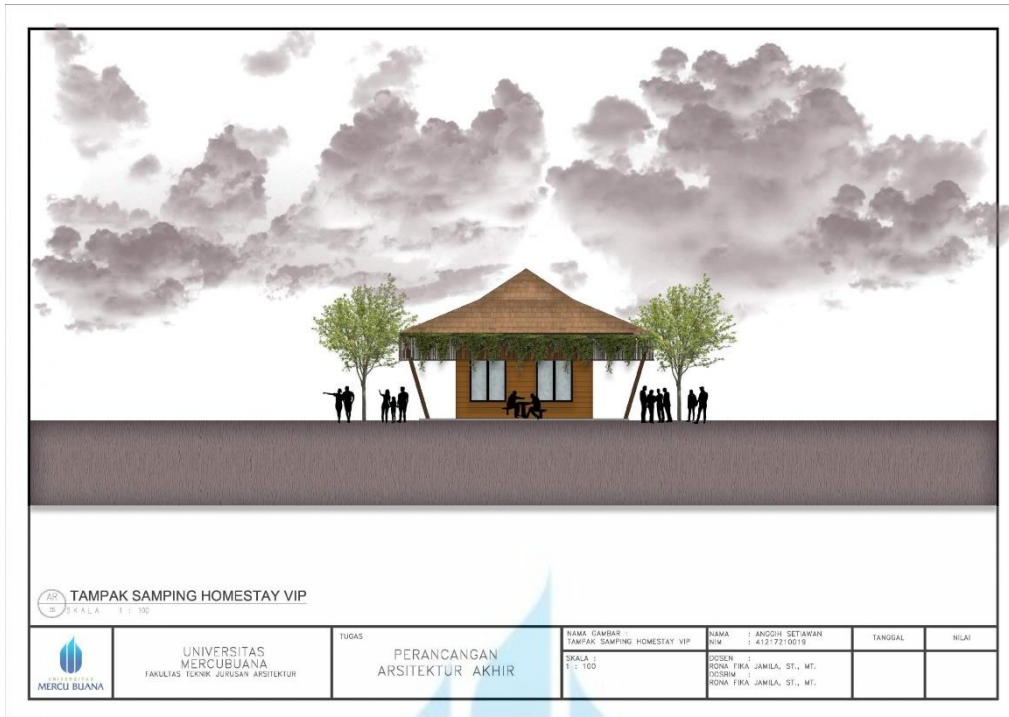 AR
TAMPAK SAMPING HOMESTAY VIP
SKALA 1 : 100
UNIVERSITAS
MERCU BUANA
UNIVERSITAS
MERCUBUANA
FAKULTAS TEKNIK JURUSAN ARSITEKTUR
TUGAS
PERANCANGAN
ARSITEKTUR AKHIR
NAMA GAMBAR :
TAMPAK SAMPING HOMESTAY VIP
SKALA :
1 : 100
NAMA : ANGGIH SETIAWAN
NIM : 41217210019
DOSEN :
RONA FIKA JAMILA, ST., MT.
DOSBIM :
RONA FIKA JAMILA, ST., MT.
TANGGAL
NILAI